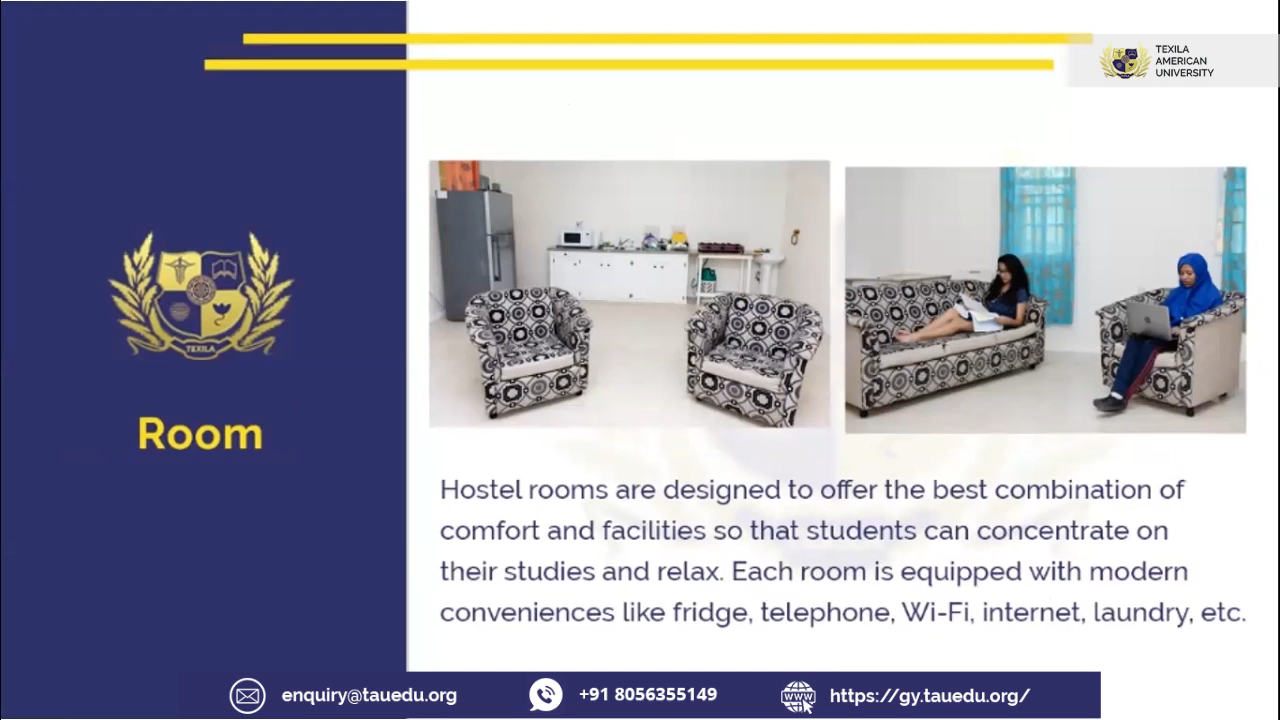 TEXILA
AMERICAN
UNIVERSITY
TEXILA
Room
Hostel rooms are designed to offer the best combination of
comfort and facilities so that students can concentrate on
their studies and relax. Each room is equipped with modern
conveniences like fridge, telephone, Wi-Fi, internet, laundry, etc.
enquiry@tauedu.org
+91 8056355149
https://gy.tauedu.org/